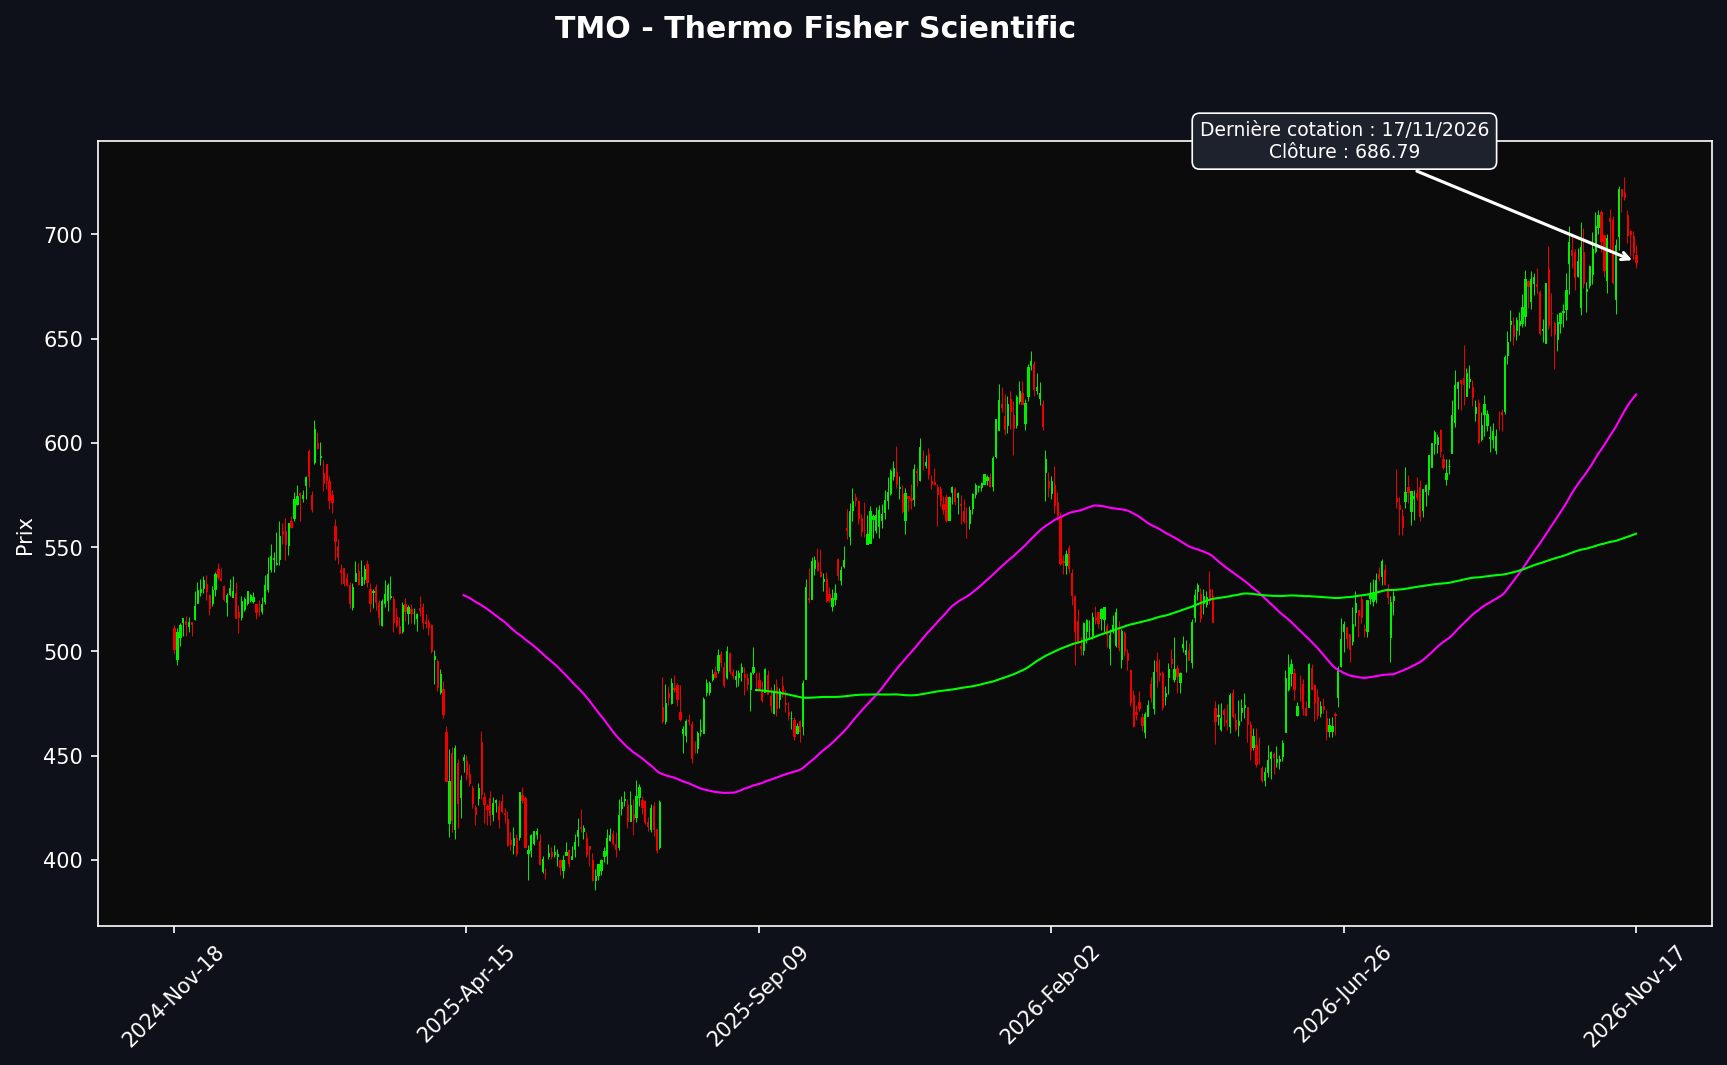 TMO - Thermo Fisher Scientific
Dernière cotation : 17/11/2026
Clôture : 686.79
Prix
700
650
600
550
500
450
400
2024-Nov-18
2025-Apr-15
2025-Sep-09
2026-Feb-02
2026-Jun-26
2026-Nov-17